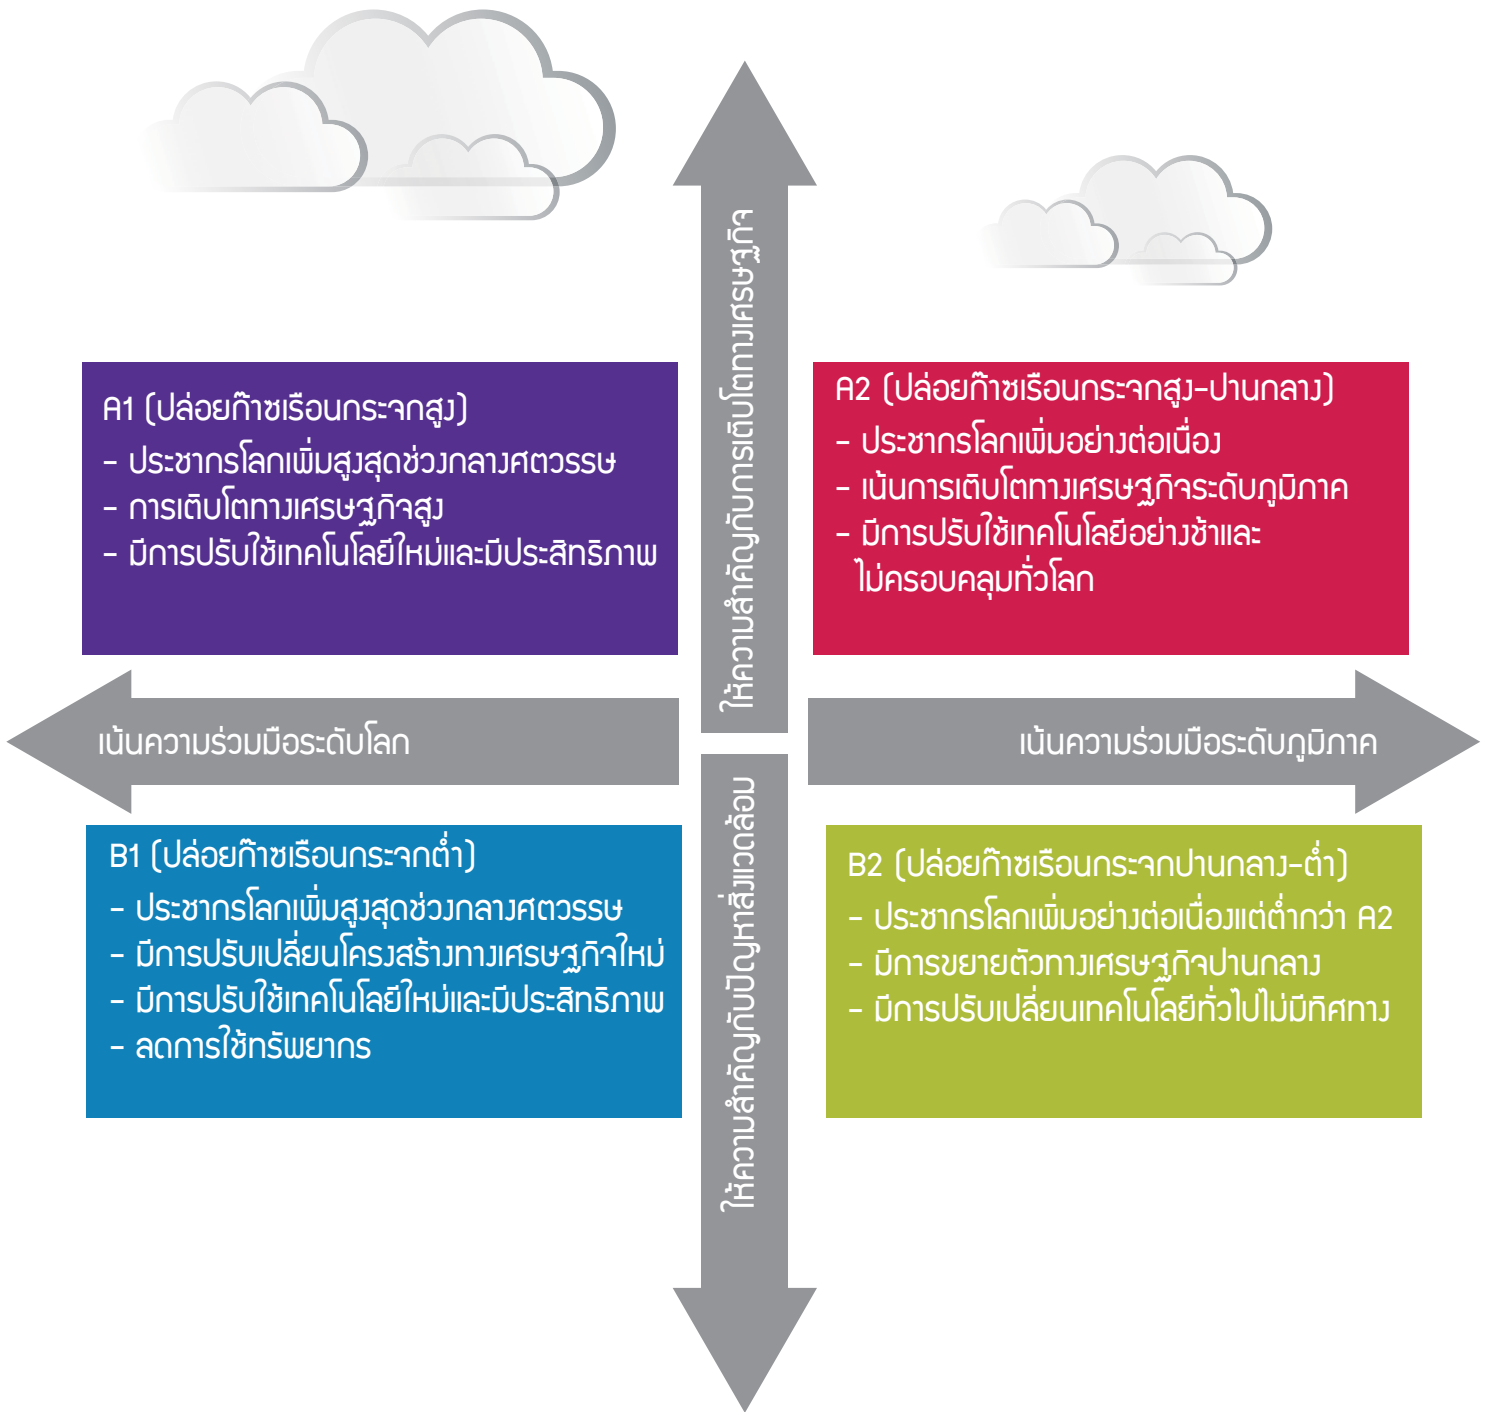 ให้ความสำคัญกับการเติบโตทางเศรษฐกิจ
A1 (ปล่อยก๊าซเรือนกระจกสูง)
- ประชากรโลกเพิ่มสูงสุดช่วงกลางศตวรรษ
- การเติบโตทางเศรษฐกิจสูง
- มีการปรับใช้เทคโนโลยีใหม่และมีประสิทธิภาพ
A2 (ปล่อยก๊าซเรือนกระจกสูง-ปานกลาง)
- ประชากรโลกเพิ่มอย่างต่อเนื่อง
- เน้นการเติบโตทางเศรษฐกิจระดับภูมิภาค
- มีการปรับใช้เทคโนโลยีอย่างช้าและ
ไม่ครอบคลุมทั่วโลก
เน้นความร่วมมือระดับโลก
เน้นความร่วมมือระดับภูมิภาค
B1 (ปล่อยก๊าซเรือนกระจกต่ำ)
- ประชากรโลกเพิ่มสูงสุดช่วงกลางศตวรรษ
- มีการปรับเปลี่ยนโครงสร้างทางเศรษฐกิจใหม่
- มีการปรับใช้เทคโนโลยีใหม่และมีประสิทธิภาพ
- ลดการใช้ทรัพยากร
B2 (ปล่อยก๊าซเรือนกระจกปานกลาง-ต่ำ)
- ประชากรโลกเพิ่มอย่างต่อเนื่องแต่ต่ำกว่า A2
- มีการขยายตัวทางเศรษฐกิจปานกลาง
- มีการปรับเปลี่ยนเทคโนโลยีทั่วไปไม่มีทิศทาง
ให้ความสำคัญกับปัญหาสิ่งแวดล้อม